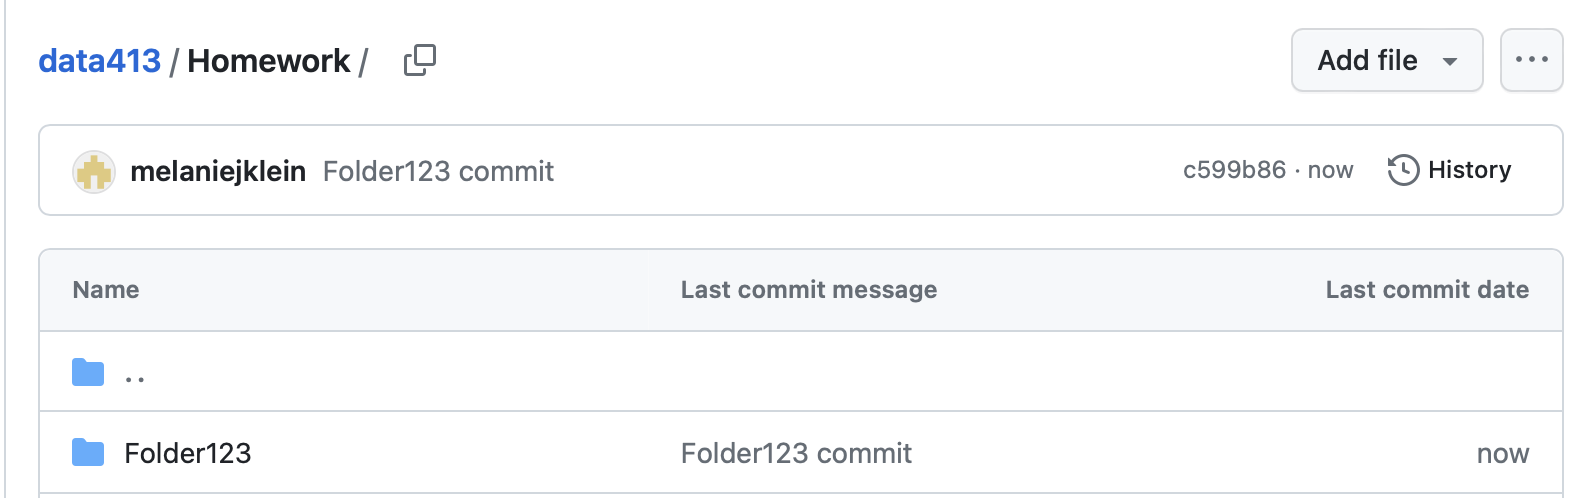 data413 / Homework /
Add file
...
melaniejklein Folder123 commit
c599b86 · now
History
Name Last commit message Last commit date
..
Folder123 Folder123 commit now